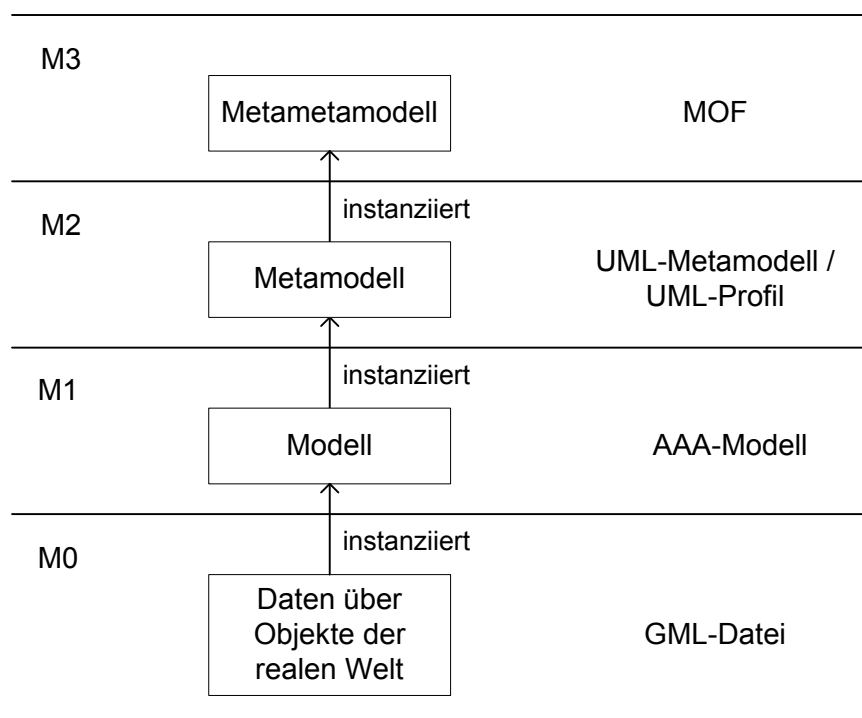 M3
Metametamodell
MOF
instanziiert
M2
Metamodell
UML-Metamodell /
UML-Profil
instanziiert
M1
Modell
AAA-Modell
instanziiert
M0
Daten über
Objekte der
realen Welt
GML-Datei